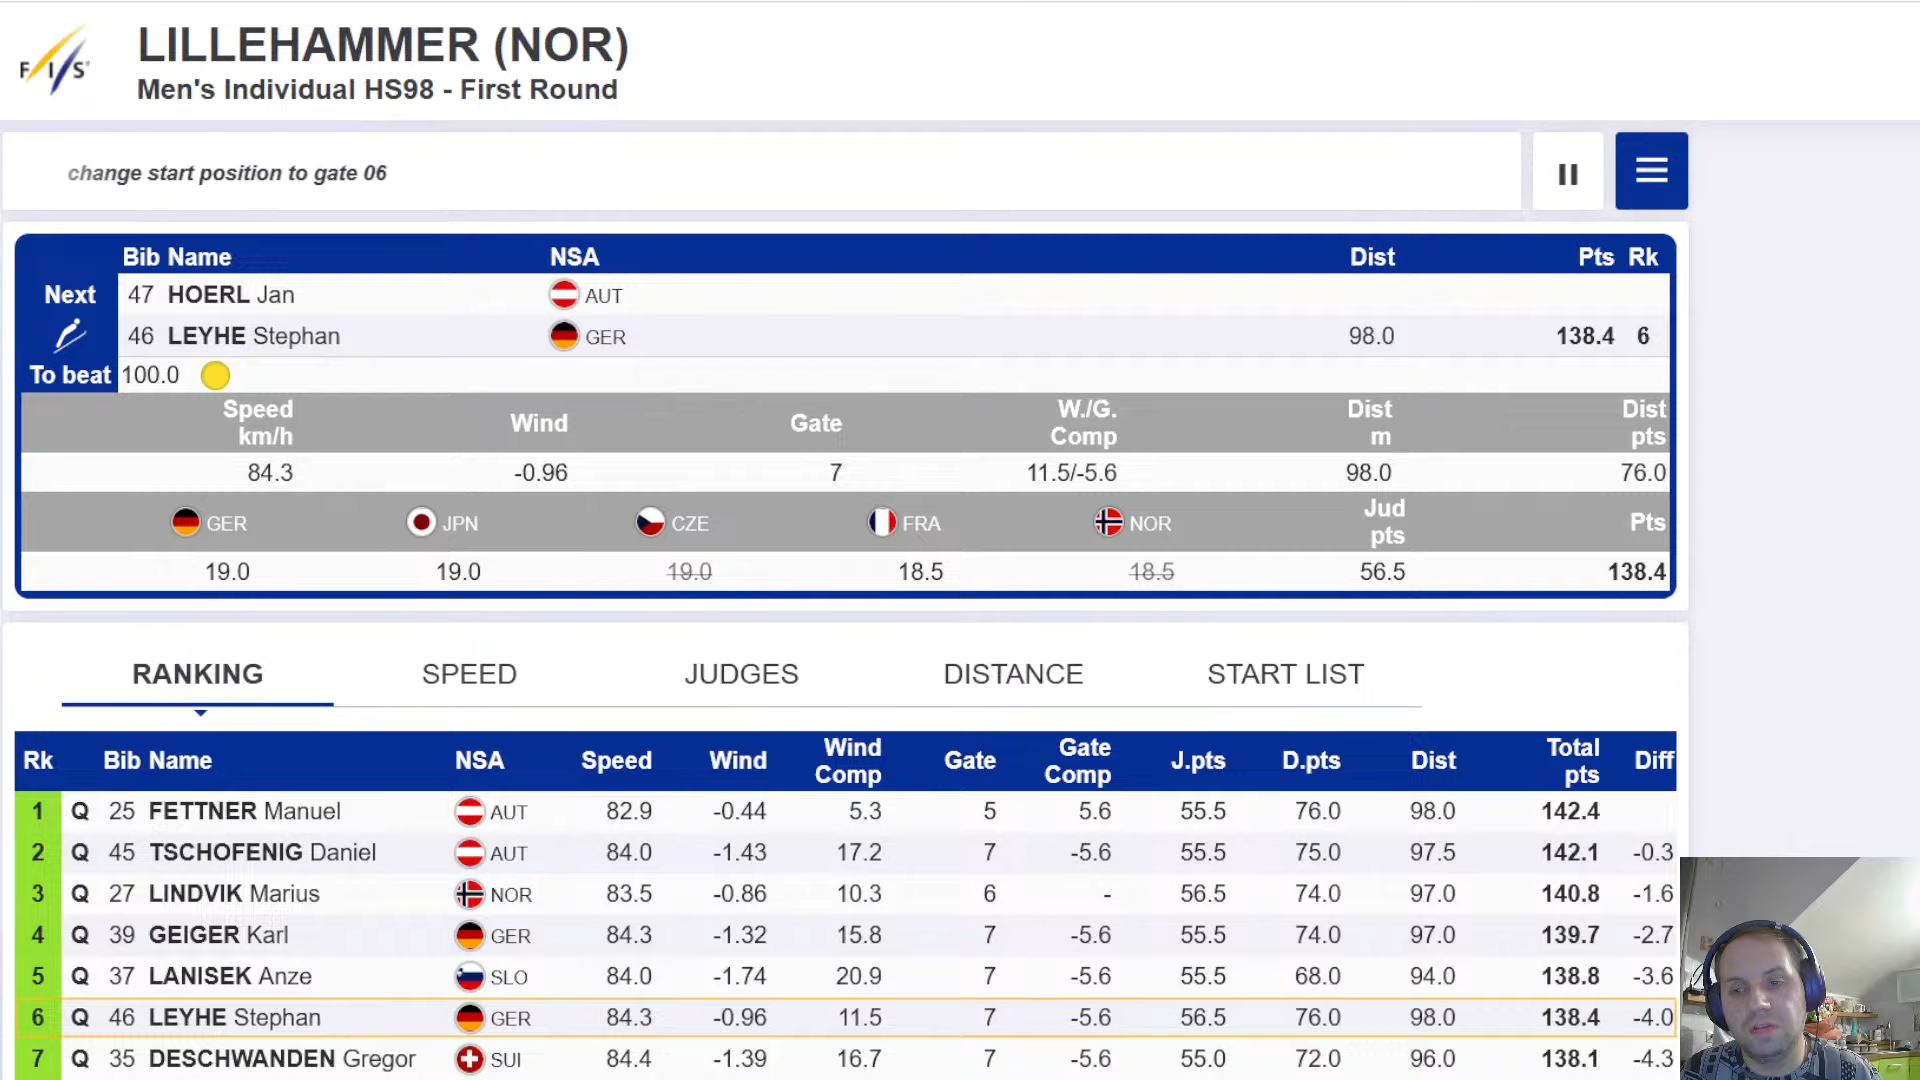 FIS
LILLEHAMMER (NOR)
Men's Individual HS98 - First Round
change start position to gate 06
Bib Name NSA Dist Pts Rk
Next 47 HOERL Jan AUT
46 LEYHE Stephan GER 98.0 138.4 6
To beat 100.0
Speed km/h Wind Gate W./G. Comp Dist m Dist pts
84.3 -0.96 7 11.5/-5.6 98.0 76.0
GER JPN CZE FRA NOR Jud pts Pts
19.0 19.0 19.0 18.5 18.5 56.5 138.4
RANKING SPEED JUDGES DISTANCE START LIST
Rk Bib Name NSA Speed Wind Wind Comp Gate Gate Comp J.pts D.pts Dist Total pts Diff
1 Q 25 FETTNER Manuel AUT 82.9 -0.44 5.3 5 5.6 55.5 76.0 98.0 142.4
2 Q 45 TSCHOFENIG Daniel AUT 84.0 -1.43 17.2 7 -5.6 55.5 75.0 97.5 142.1 -0.3
3 Q 27 LINDVIK Marius NOR 83.5 -0.86 10.3 6 - 56.5 74.0 97.0 140.8 -1.6
4 Q 39 GEIGER Karl GER 84.3 -1.32 15.8 7 -5.6 55.5 74.0 97.0 139.7 -2.7
5 Q 37 LANISEK Anze SLO 84.0 -1.74 20.9 7 -5.6 55.5 68.0 94.0 138.8 -3.6
6 Q 46 LEYHE Stephan GER 84.3 -0.96 11.5 7 -5.6 56.5 76.0 98.0 138.4 -4.0
7 Q 35 DESCHWANDEN Gregor SUI 84.4 -1.39 16.7 7 -5.6 55.0 72.0 96.0 138.1 -4.3